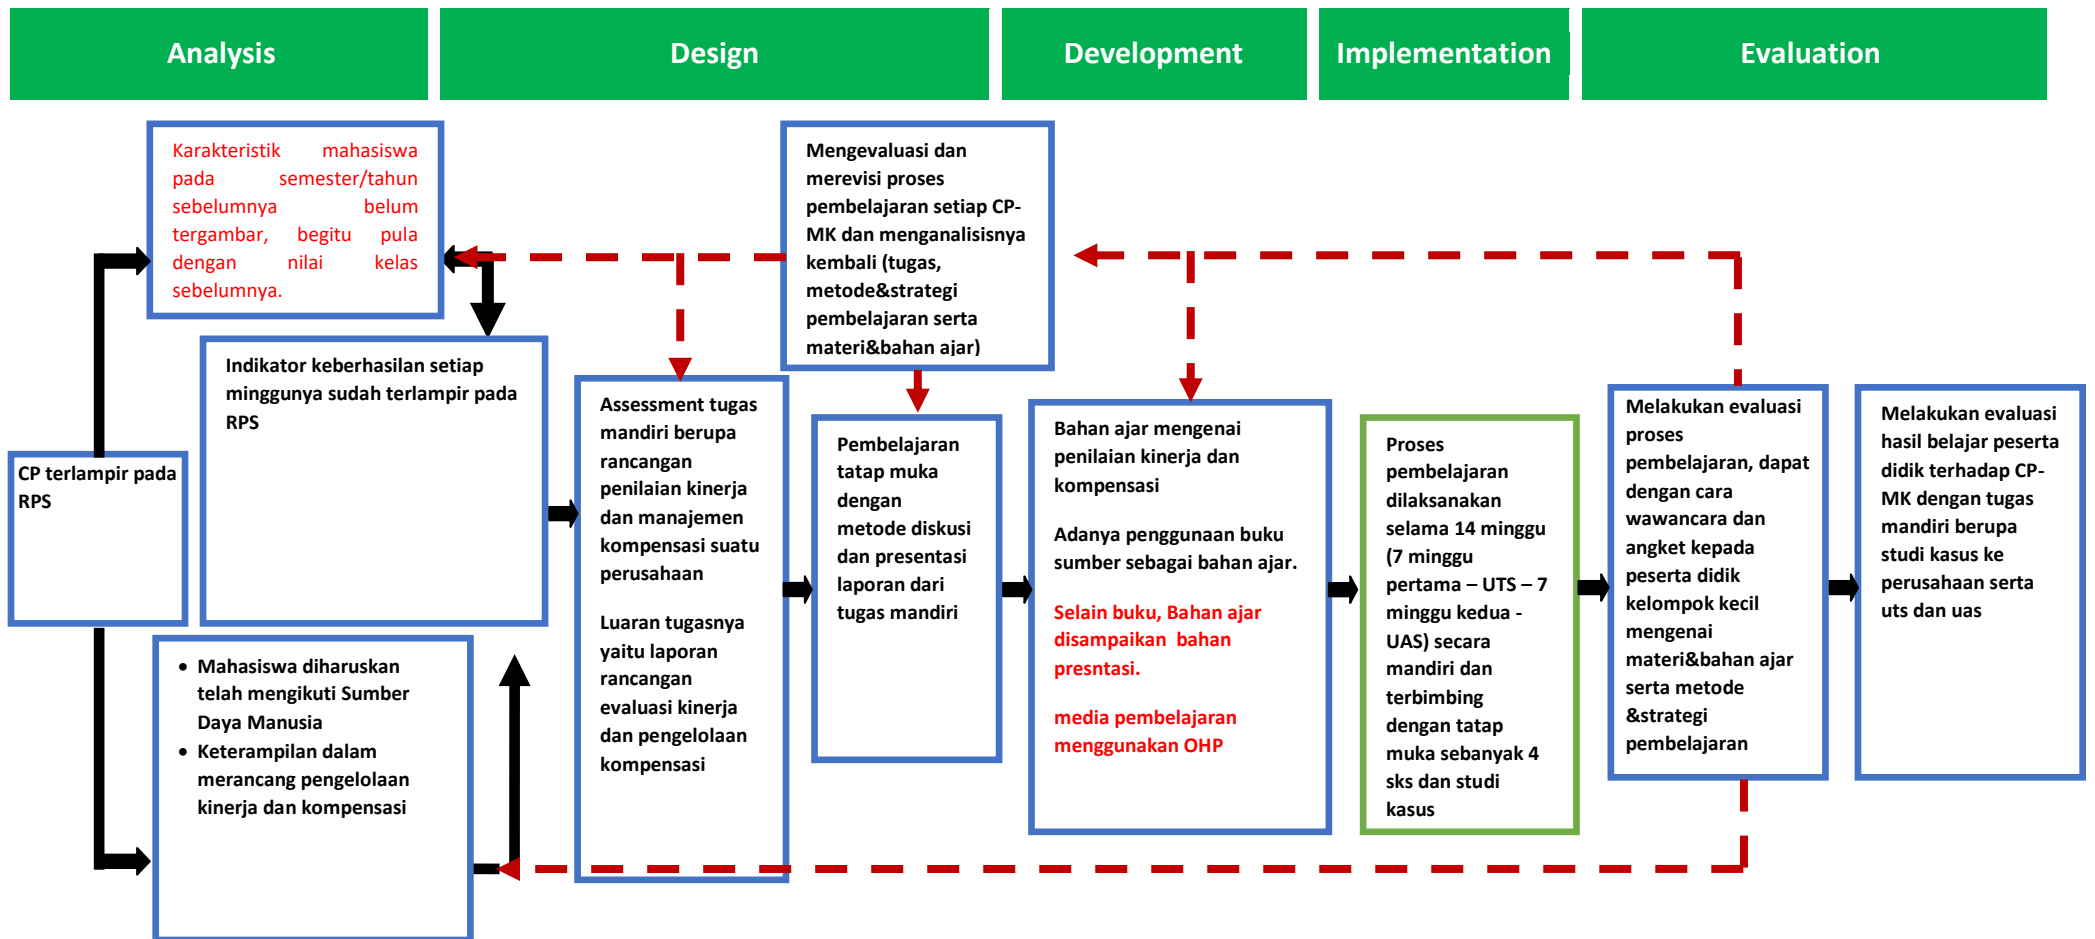 Analysis
Design
Development
Implementation
Evaluation
Karakteristik mahasiswa
pada semester/tahun
sebelumnya belum
tergambar, begitu pula
dengan nilai kelas
sebelumnya.
Mengevaluasi dan
merevisi proses
pembelajaran setiap CP-
MK dan menganalisisnya
kembali (tugas,
metode&strategi
pembelajaran serta
materi&bahan ajar)
Indikator keberhasilan setiap
minggunya sudah terlampir pada
RPS
CP terlampir pada
RPS
• Mahasiswa diharuskan
telah mengikuti Sumber
Daya Manusia
• Keterampilan dalam
merancang pengelolaan
kinerja dan kompensasi
Assessment tugas
mandiri berupa
rancangan
penilaian kinerja
dan manajemen
kompensasi suatu
perusahaan
Luaran tugasnya
yaitu laporan
rancangan
evaluasi kinerja
dan pengelolaan
kompensasi
Pembelajaran
tatap muka
dengan
metode diskusi
dan presentasi
laporan dari
tugas mandiri
Bahan ajar mengenai
penilaian kinerja dan
kompensasi
Adanya penggunaan buku
sumber sebagai bahan ajar.
Selain buku, Bahan ajar
disampaikan bahan
presntasi.
media pembelajaran
menggunakan OHP
Proses
pembelajaran
dilaksanakan
selama 14 minggu
(7 minggu
pertama – UTS – 7
minggu kedua -
UAS) secara
mandiri dan
terbimbing
dengan tatap
muka sebanyak 4
sks dan studi
kasus
Melakukan evaluasi
proses
pembelajaran, dapat
dengan cara
wawancara dan
angket kepada
peserta didik
kelompok kecil
mengenai
materi&bahan ajar
serta metode
&strategi
pembelajaran
Melakukan evaluasi
hasil belajar peserta
didik terhadap CP-
MK dengan tugas
mandiri berupa
studi kasus ke
perusahaan serta
uts dan uas